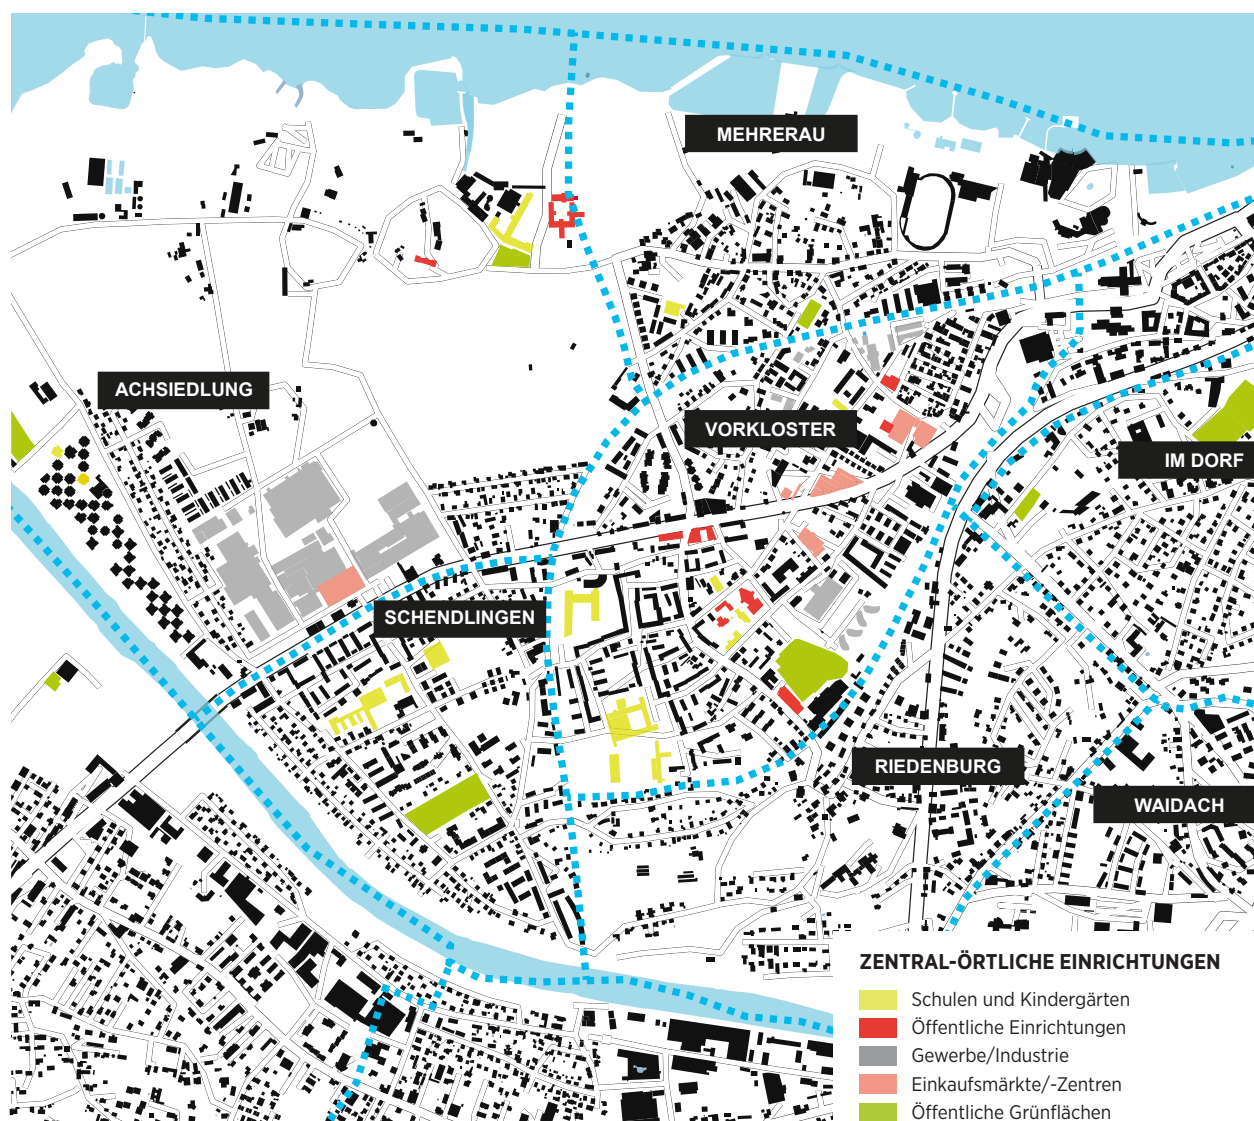 MEHRERAU
ACHSIEDLUNG
VORKLOSTER
IM DORF
SCHENDLINGEN
RIEDENBURG
WAIDACH
ZENTRAL-ÖRTLICHE EINRICHTUNGEN
Schulen und Kindergärten
Öffentliche Einrichtungen
Gewerbe/Industrie
Einkaufsmärkte/-Zentren
Öffentliche Grünflächen